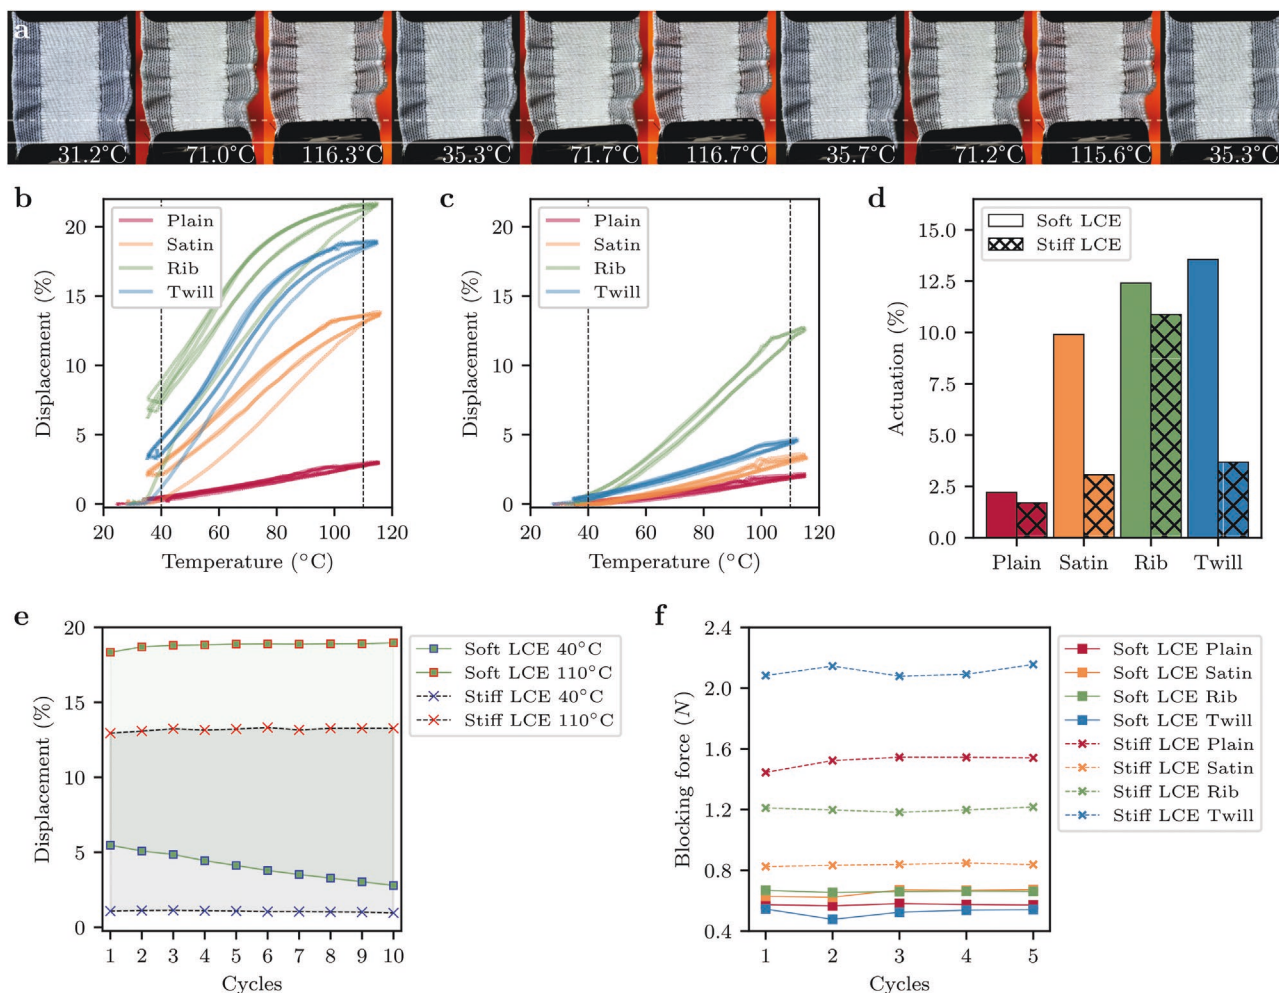 a
31.2°C 71.0°C 116.3°C 35.3°C 71.7°C 116.7°C 35.7°C 71.2°C 115.6°C 35.3°C
b
Displacement (%)
20
15
10
5
0
Plain
Satin
Rib
Twill
20 40 60 80 100 120
Temperature (°C)
c
Displacement (%)
20
15
10
5
0
Plain
Satin
Rib
Twill
20 40 60 80 100 120
Temperature (°C)
d
Actuation (%)
15.0
12.5
10.0
7.5
5.0
2.5
0.0
Soft LCE
Stiff LCE
Plain Satin Rib Twill
e
Displacement (%)
20
15
10
5
0
1 2 3 4 5 6 7 8 9 10
Cycles
Soft LCE 40°C
Soft LCE 110°C
Stiff LCE 40°C
Stiff LCE 110°C
f
Blocking force (N)
2.4
2.0
1.6
1.2
0.8
0.4
1 2 3 4 5
Cycles
Soft LCE Plain
Soft LCE Satin
Soft LCE Rib
Soft LCE Twill
Stiff LCE Plain
Stiff LCE Satin
Stiff LCE Rib
Stiff LCE Twill